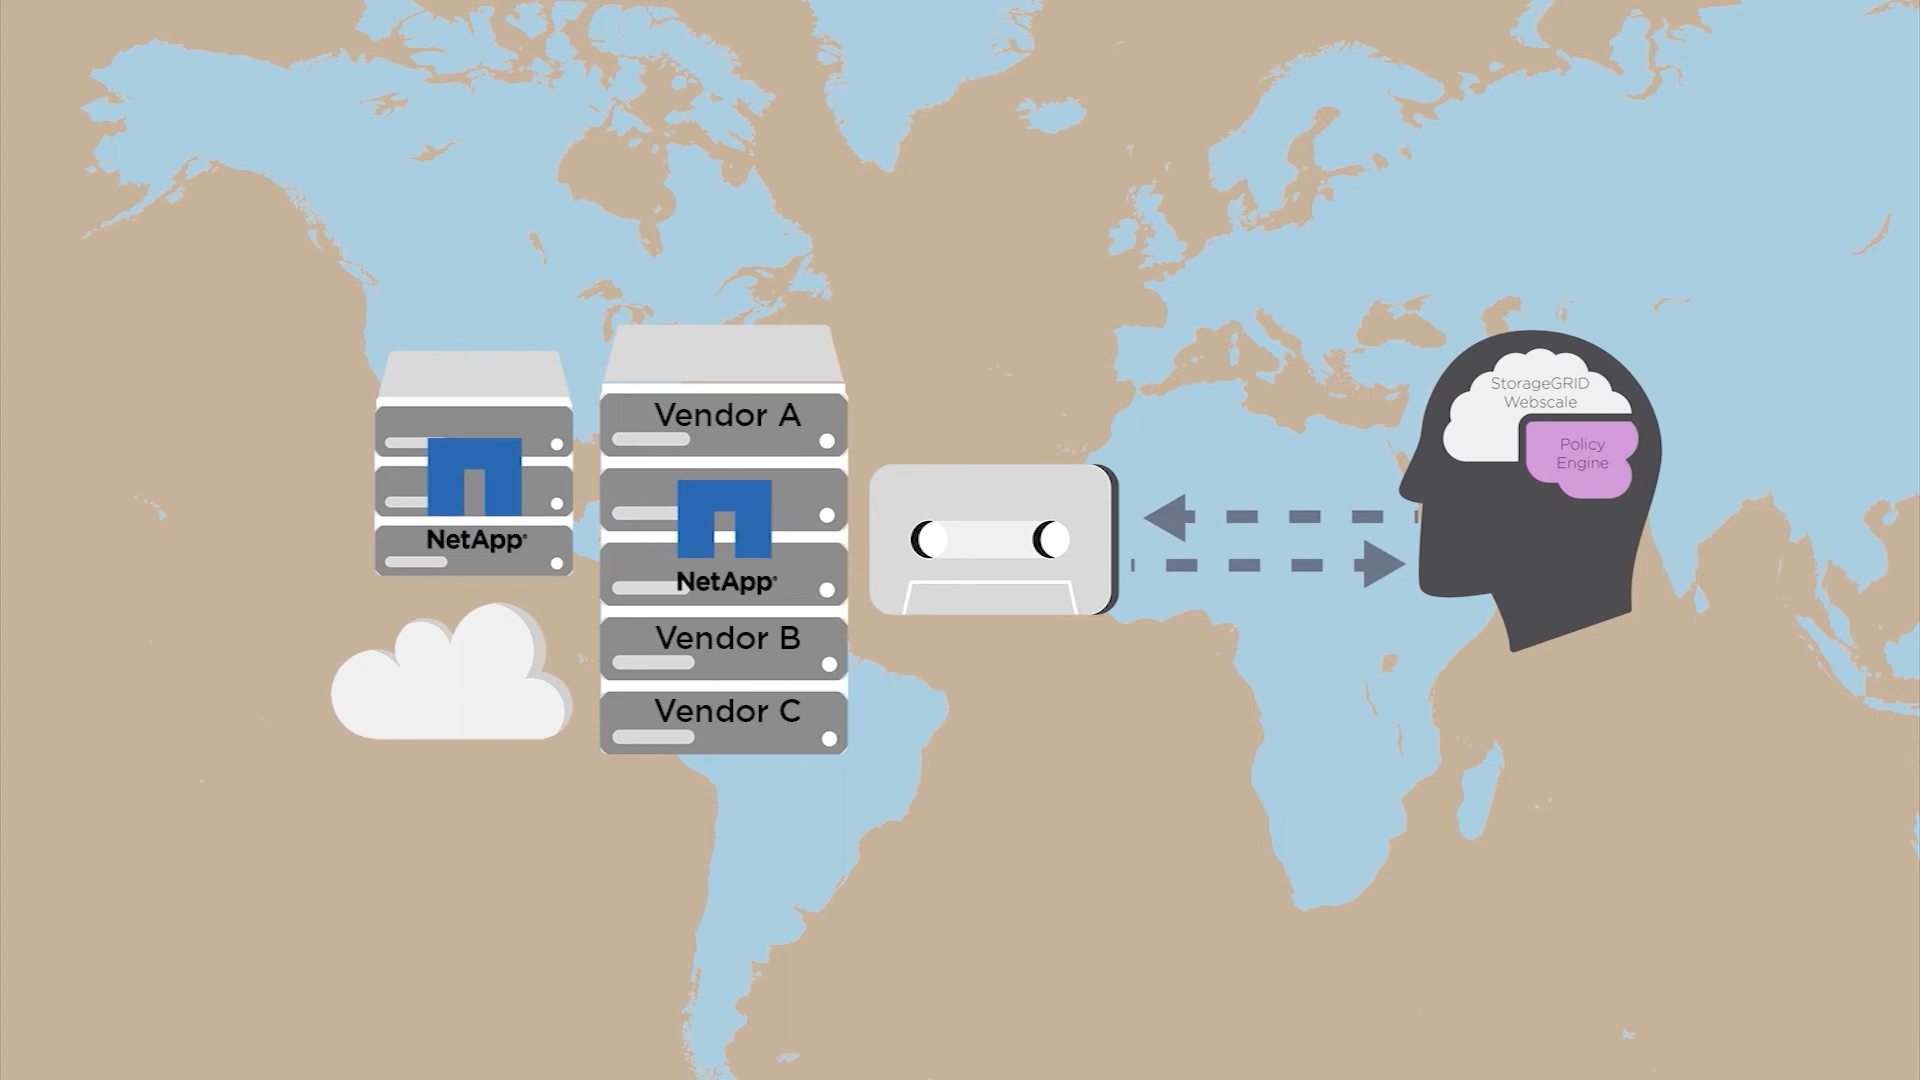 NetApp
Vendor A
NetApp
Vendor B
Vendor C
StorageGRID
Webscale
Policy
Engine